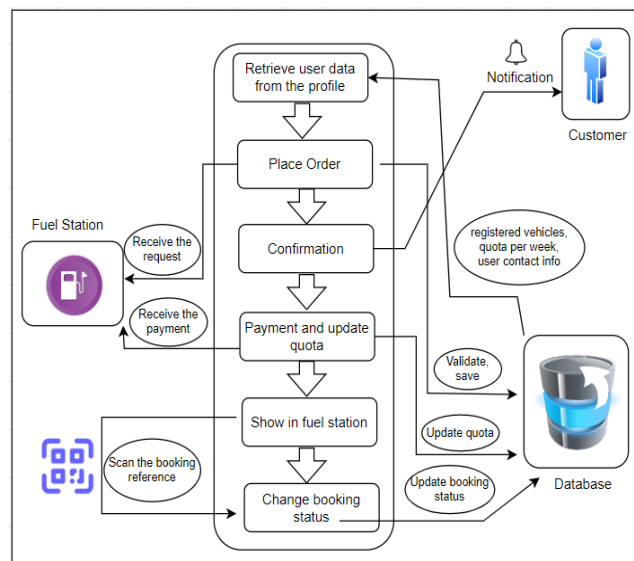 Retrieve user data
from the profile
Notification
Customer
Place Order
Fuel Station
Receive the
request
Confirmation
registered vehicles,
quota per week,
user contact info
Receive the
payment
Payment and update
quota
Validate,
save
Show in fuel station
Update quota
Scan the booking
reference
Change booking
status
Update booking
status
Database